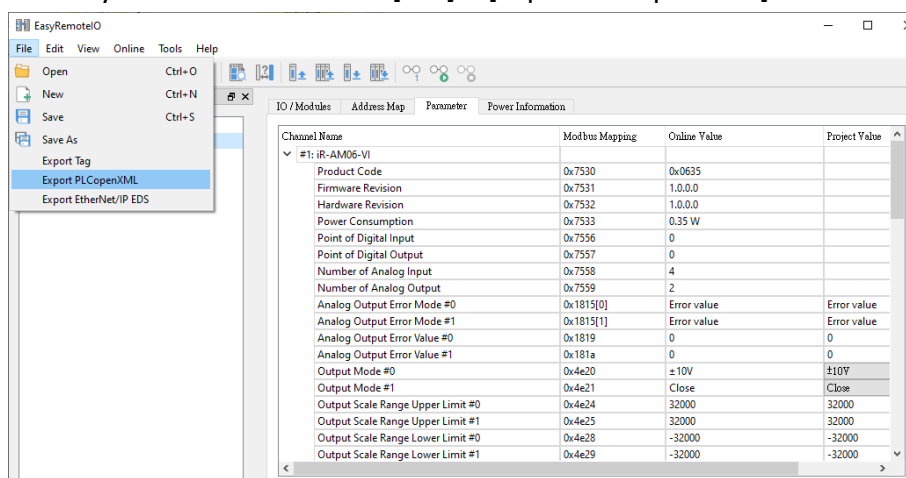 EasyRemoteIO
File Edit View Online Tools Help
Open Ctrl+O
New Ctrl+N
Save Ctrl+S
Save As
Export Tag
Export PLCopenXML
Export EtherNet/IP EDS
IO / Modules Address Map Parameter Power Information
Channel Name Modbus Mapping Online Value Project Value
#1: iR-AM06-VI
Product Code 0x7530 0x0635
Firmware Revision 0x7531 1.0.0.0
Hardware Revision 0x7532 1.0.0.0
Power Consumption 0x7533 0.35 W
Point of Digital Input 0x7556 0
Point of Digital Output 0x7557 0
Number of Analog Input 0x7558 4
Number of Analog Output 0x7559 2
Analog Output Error Mode #0 0x1815[0] Error value Error value
Analog Output Error Mode #1 0x1815[1] Error value Error value
Analog Output Error Value #0 0x1819 0 0
Analog Output Error Value #1 0x181a 0 0
Output Mode #0 0x4e20 ±10V ±10V
Output Mode #1 0x4e21 Close Close
Output Scale Range Upper Limit #0 0x4e24 32000 32000
Output Scale Range Upper Limit #1 0x4e25 32000 32000
Output Scale Range Lower Limit #0 0x4e28 -32000 -32000
Output Scale Range Lower Limit #1 0x4e29 -32000 -32000